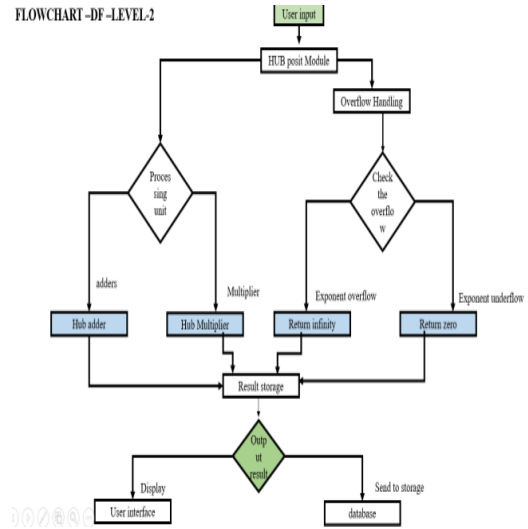 FLOWCHART –DF –LEVEL-2
User input
HUB posit Module
Overflow Handling
Proces
sing
unit
Check
the
overflo
w
adders
Multiplier
Exponent overflow
Exponent underflow
Hub adder
Hub Multiplier
Return infinity
Return zero
Result storage
Outp
ut
result
Display
Send to storage
User interface
database